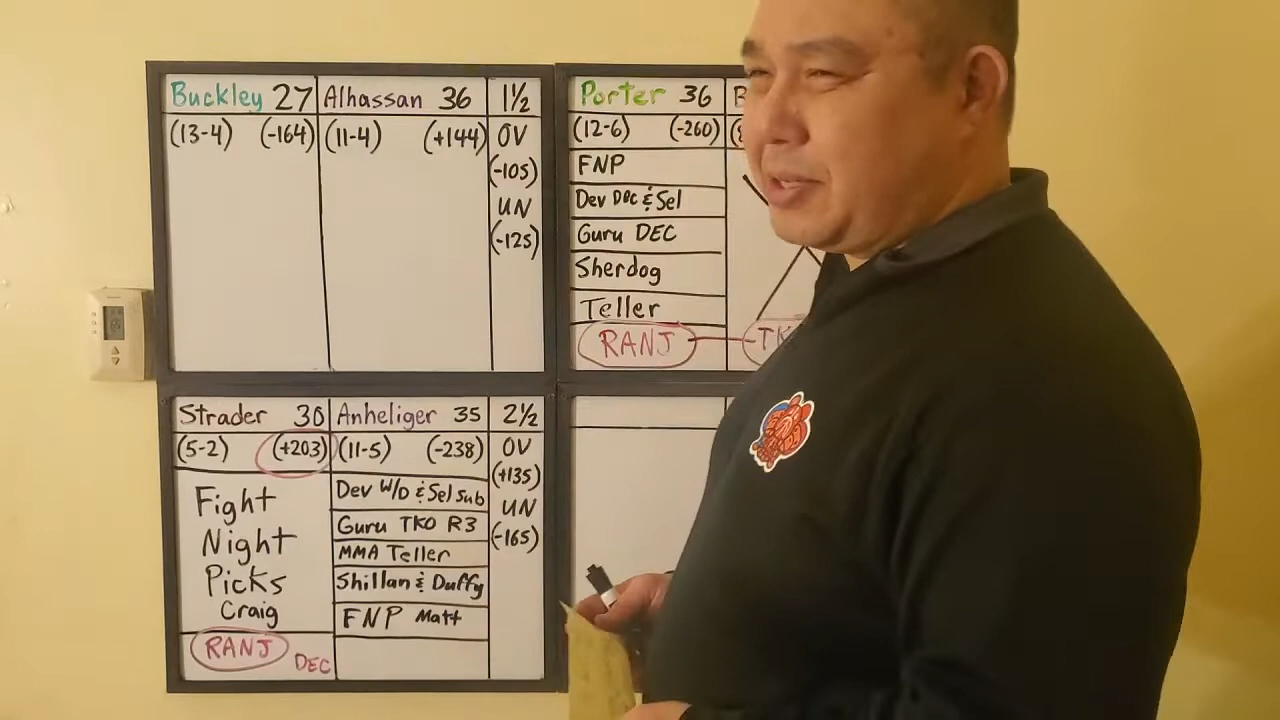 Buckley 27 Alhassan 36 1½
(13-4) (-164) (11-4) (+144) OV
(-105)
UN
(-125)
Porter 36 B
(12-6) (-260)
FNP
Dev Dec & Sel
Guru DEC
Sherdog
Teller
RANJ TK
Strader 30 Anheliger 35 2½
(5-2) (+203) (11-5) (-238) OV
(+135)
UN
(-165)
Fight
Night
Picks
Craig
RANJ DEC
Dev W/D & Sel Sub
Guru TKO R3
MMA Teller
Shillan & Duffy
FNP Matt